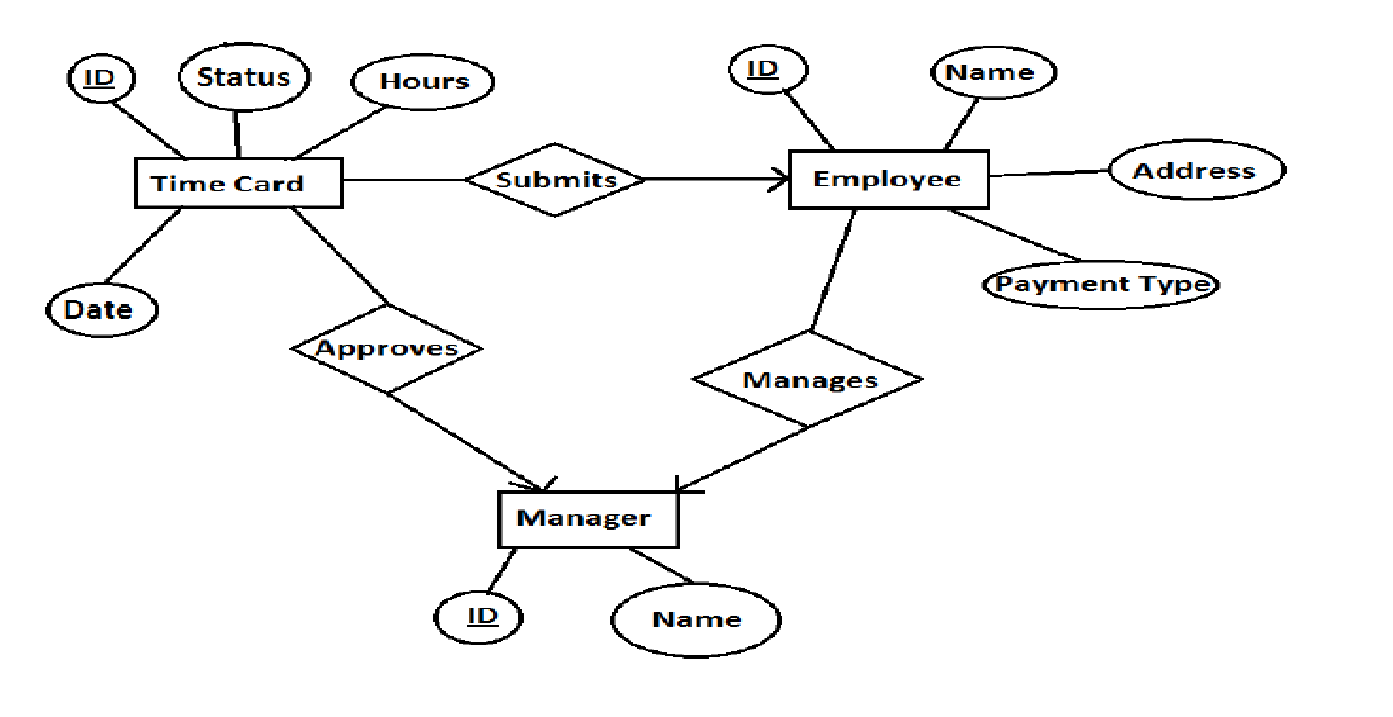 ID
Status
Hours
ID
Name
Time Card
Submits
Employee
Address
Payment Type
Date
Approves
Manages
Manager
ID
Name